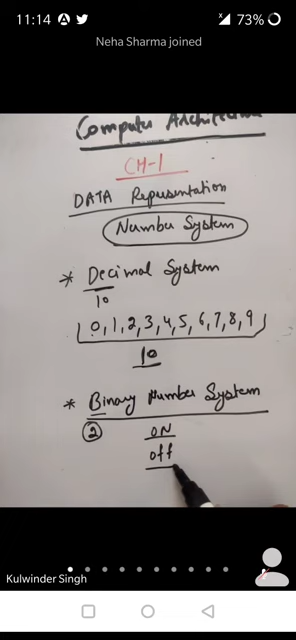 11:14
73%
Neha Sharma joined
Computer Architecture
CH-1
DATA Representation
Number System
* Decimal System
10
0, 1, 2, 3, 4, 5, 6, 7, 8, 9
10
* Binary Number System
2 ON
off
Kulwinder Singh